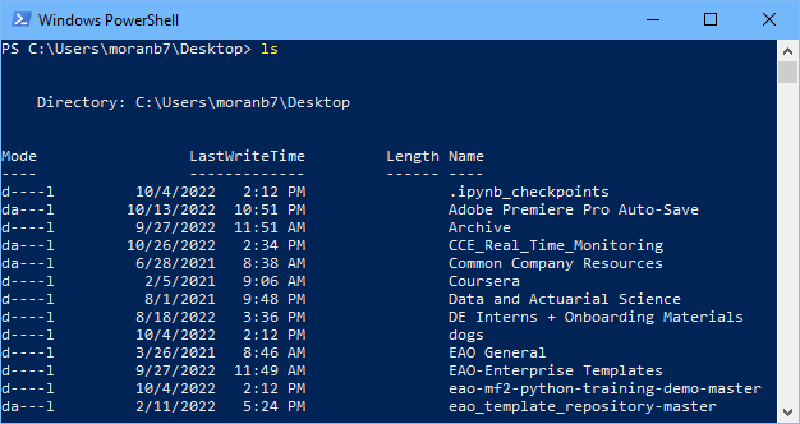 Windows PowerShell
PS C:\Users\moranb7\Desktop> ls
Directory: C:\Users\moranb7\Desktop
Mode LastWriteTime Length Name
---- ------------- ------ ----
d----l 10/4/2022 2:12 PM .ipynb_checkpoints
da---l 10/13/2022 10:51 PM Adobe Premiere Pro Auto-Save
d----l 9/27/2022 11:51 AM Archive
da---l 10/26/2022 2:34 PM CCE_Real_Time_Monitoring
da---l 6/28/2021 8:38 AM Common Company Resources
d----l 2/5/2021 9:06 AM Coursera
d----l 8/1/2021 9:48 PM Data and Actuarial Science
d----l 8/18/2022 3:36 PM DE Interns + Onboarding Materials
d----l 10/4/2022 2:12 PM dogs
d----l 3/26/2021 8:46 AM EAO General
d----l 9/27/2022 11:49 AM EAO-Enterprise Templates
d----l 10/4/2022 2:12 PM eao-mf2-python-training-demo-master
da---l 2/11/2022 5:24 PM eao_template_repository-master